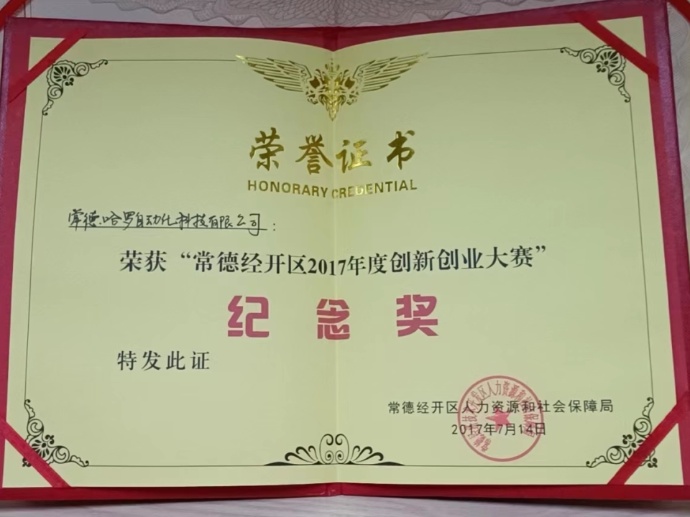 荣誉证书
HONORARY CREDENTIAL
常德哈罗自动化科技有限公司：
荣获“常德经开区2017年度创新创业大赛”
纪念奖
特发此证
常德经开区人力资源和社会保障局
2017年7月14日